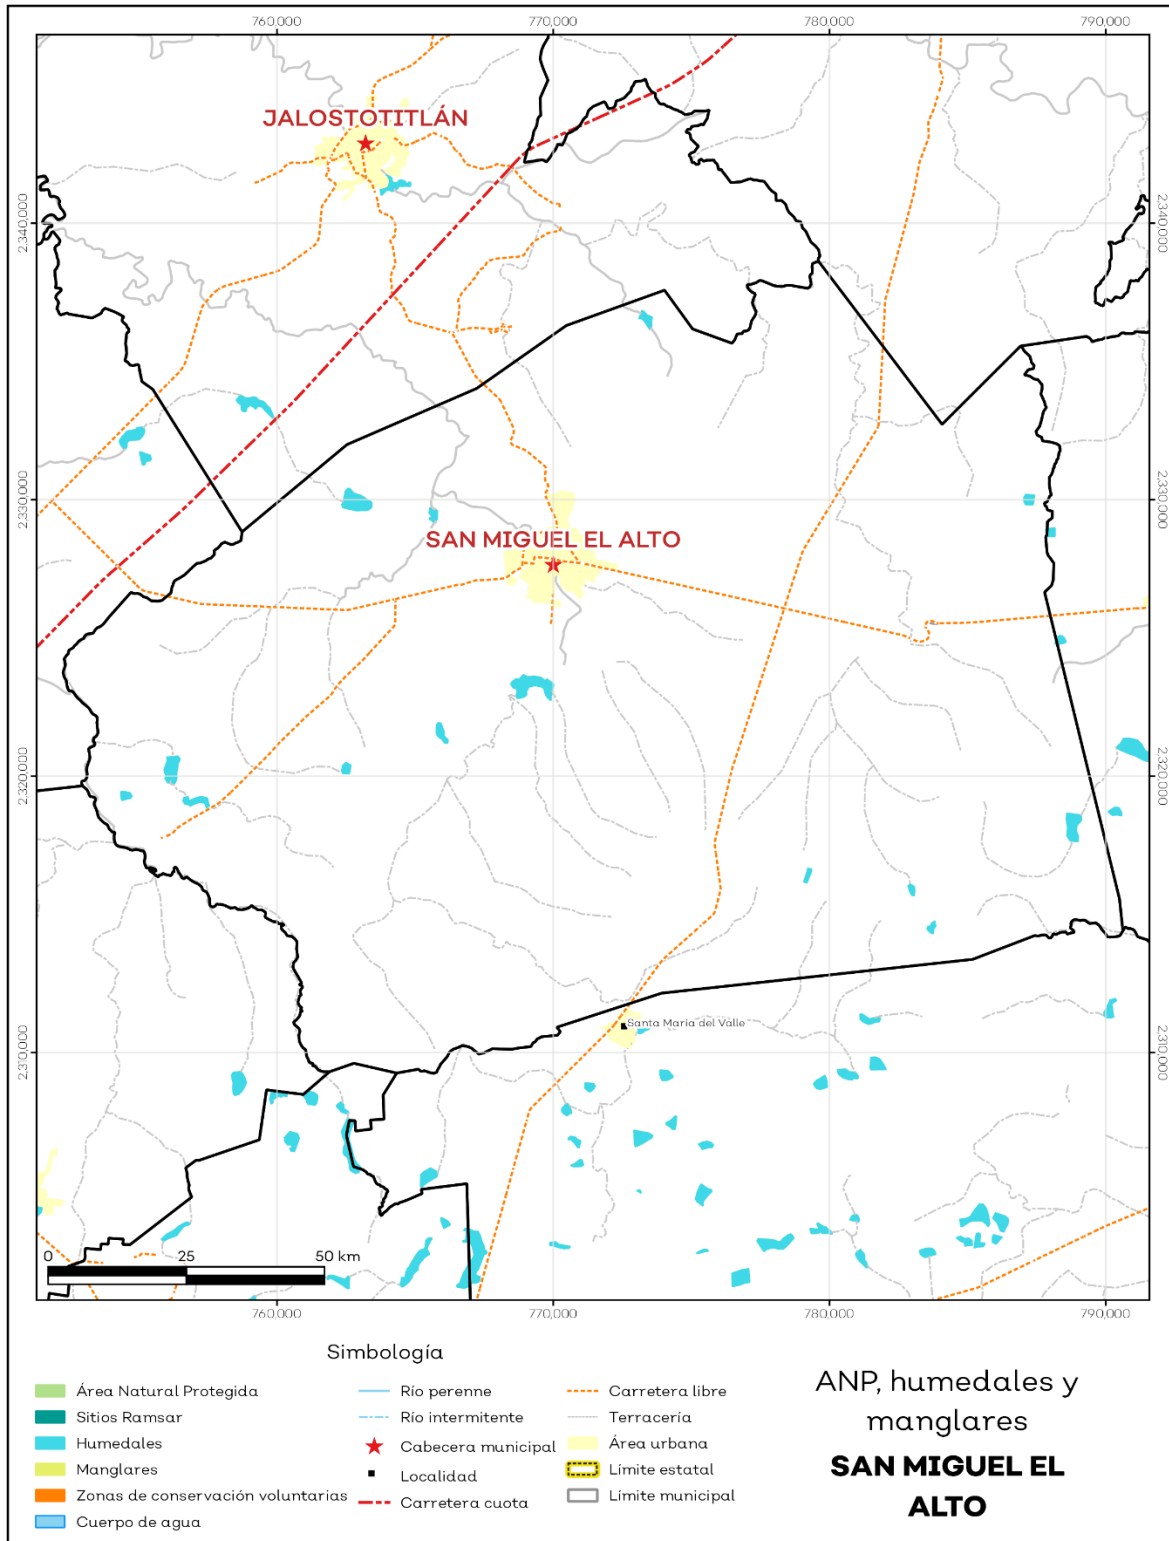 760,000
770,000
780,000
790,000
JALOSTOTITLÁN
2,340,000
2,340,000
2,330,000
2,330,000
SAN MIGUEL EL ALTO
2,320,000
2,320,000
Santa María del Valle
2,310,000
2,310,000
0 25 50 km
760,000
770,000
780,000
790,000
Simbología
Área Natural Protegida
Sitios Ramsar
Humedales
Manglares
Zonas de conservación voluntarias
Cuerpo de agua
Río perenne
Río intermitente
Cabecera municipal
Localidad
Carretera cuota
Carretera libre
Terracería
Área urbana
Límite estatal
Límite municipal
ANP, humedales y
manglares
SAN MIGUEL EL
ALTO